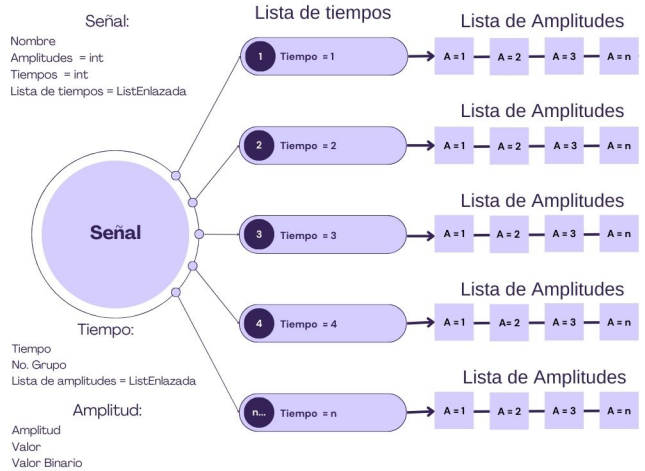 Señal:
Nombre
Amplitudes = int
Tiempos = int
Lista de tiempos = ListEnlazada
Lista de tiempos
Lista de Amplitudes
1 Tiempo = 1 A = 1 A = 2 A = 3 A = n
Lista de Amplitudes
2 Tiempo = 2 A = 1 A = 2 A = 3 A = n
Lista de Amplitudes
Señal
3 Tiempo = 3 A = 1 A = 2 A = 3 A = n
Lista de Amplitudes
4 Tiempo = 4 A = 1 A = 2 A = 3 A = n
Lista de Amplitudes
n... Tiempo = n A = 1 A = 2 A = 3 A = n
Tiempo:
Tiempo
No. Grupo
Lista de amplitudes = ListEnlazada
Amplitud:
Amplitud
Valor
Valor Binario